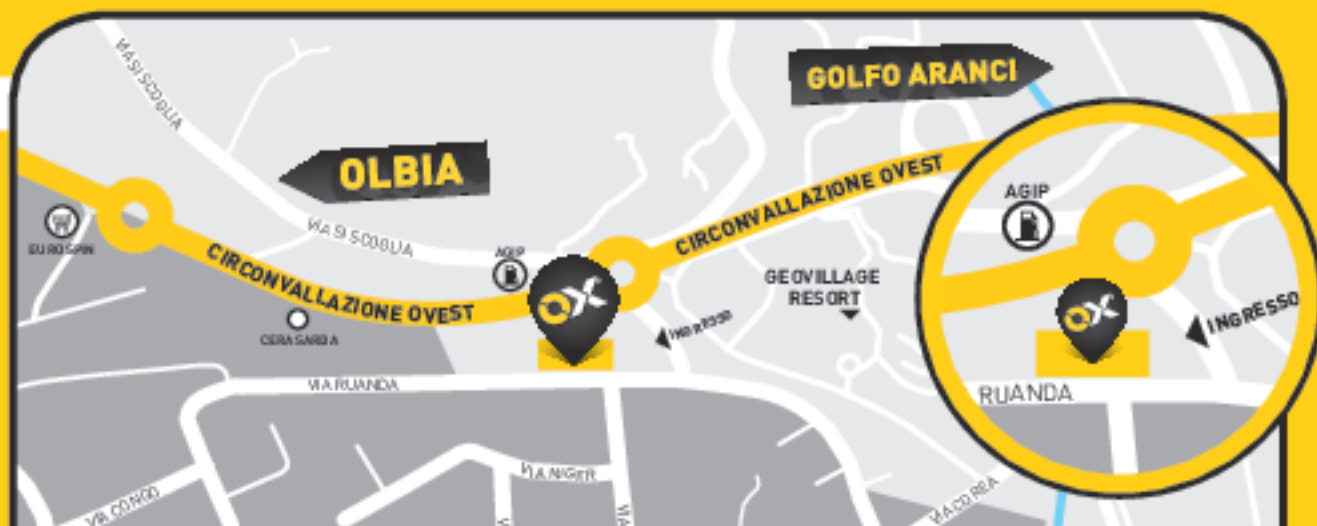 VIA SI SCOGLIA
GOLFO ARANCI
OLBIA
AGIP
CIRCONVALLAZIONE OVEST
EUROSPIN
VIA SI SCOGLIA
AGIP
CIRCONVALLAZIONE OVEST
GEOVILLAGE
RESORT
CERASARDA
INGRESSO
INGRESSO
VIA RUANDA
RUANDA
VIA NIGER
VIA CONGO
VIA COREA